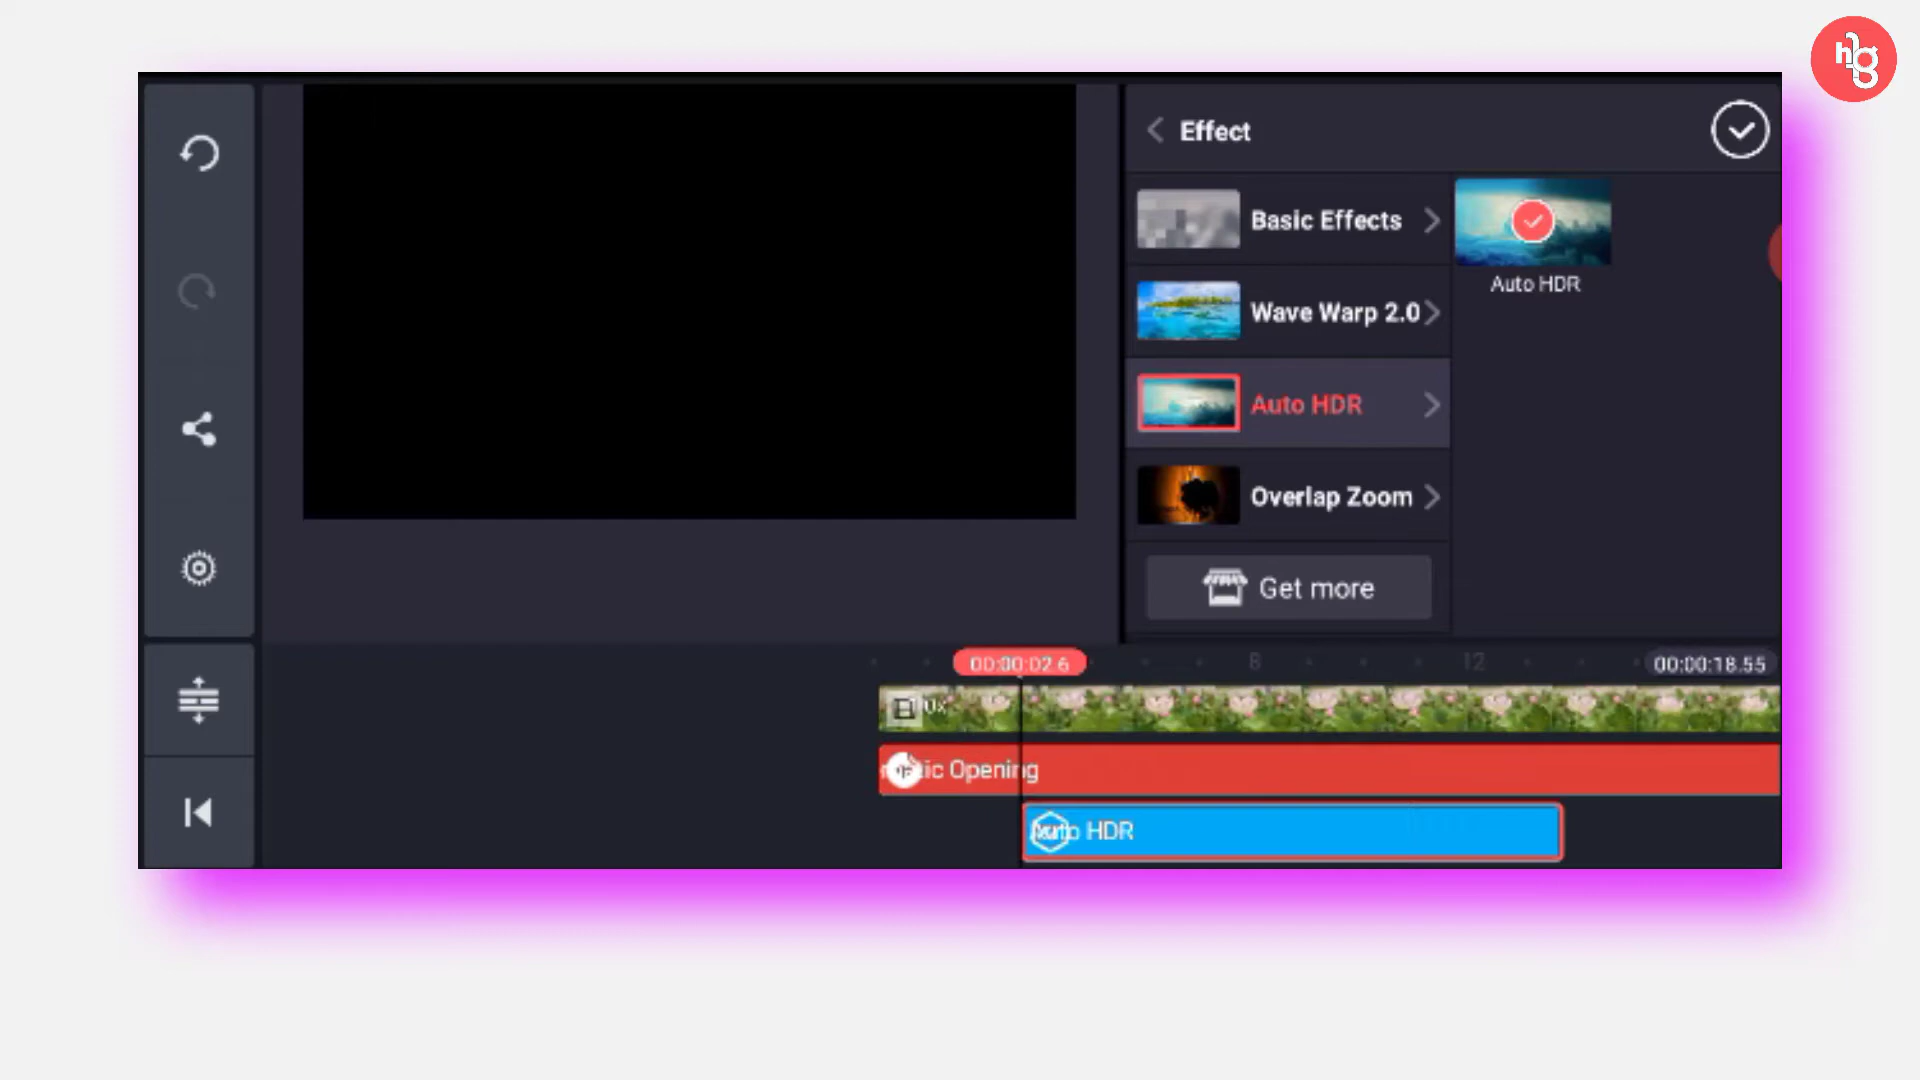 hg
Effect
Basic Effects
Auto HDR
Wave Warp 2.0
Auto HDR
Overlap Zoom
Get more
00:00:02.6
8
12
00:00:18.55
ic Opening
Auto HDR